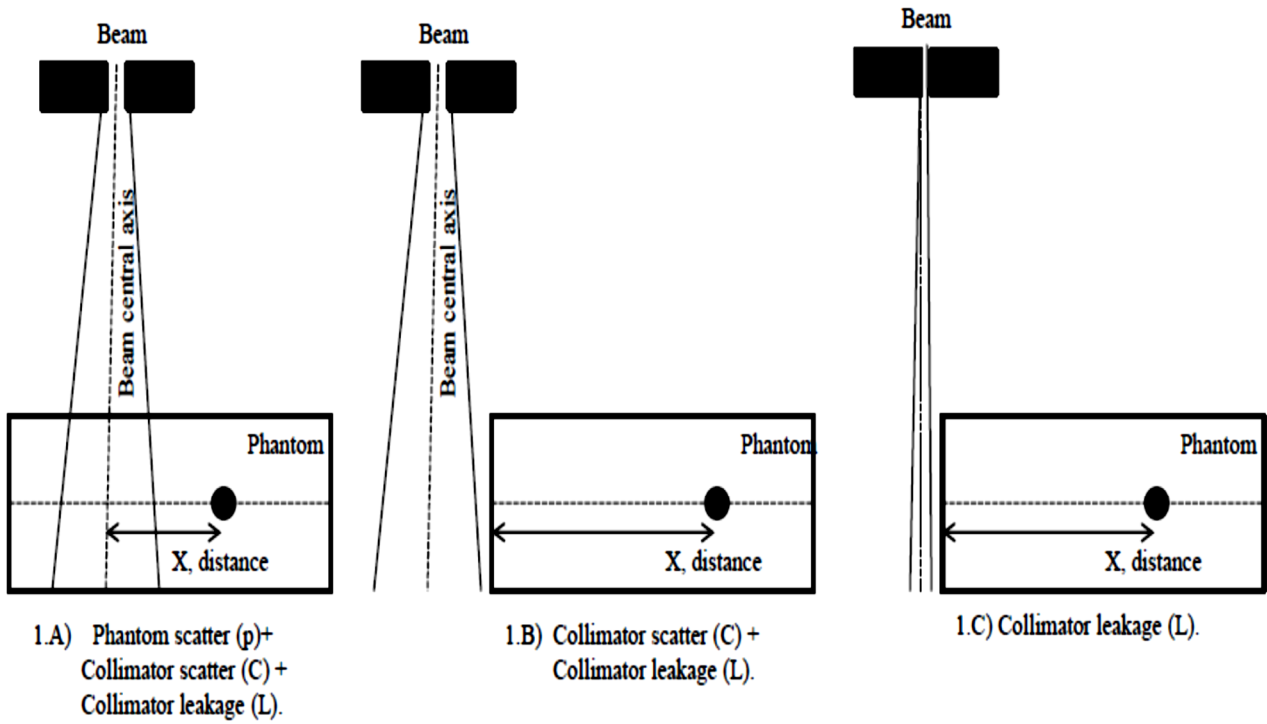 Beam
Beam
Beam
Beam central axis
Beam central axis
Phantom
Phantom
Phantom
X, distance
X, distance
X, distance
1.A) Phantom scatter (p)+
Collimator scatter (C) +
Collimator leakage (L).
1.B) Collimator scatter (C) +
Collimator leakage (L).
1.C) Collimator leakage (L).